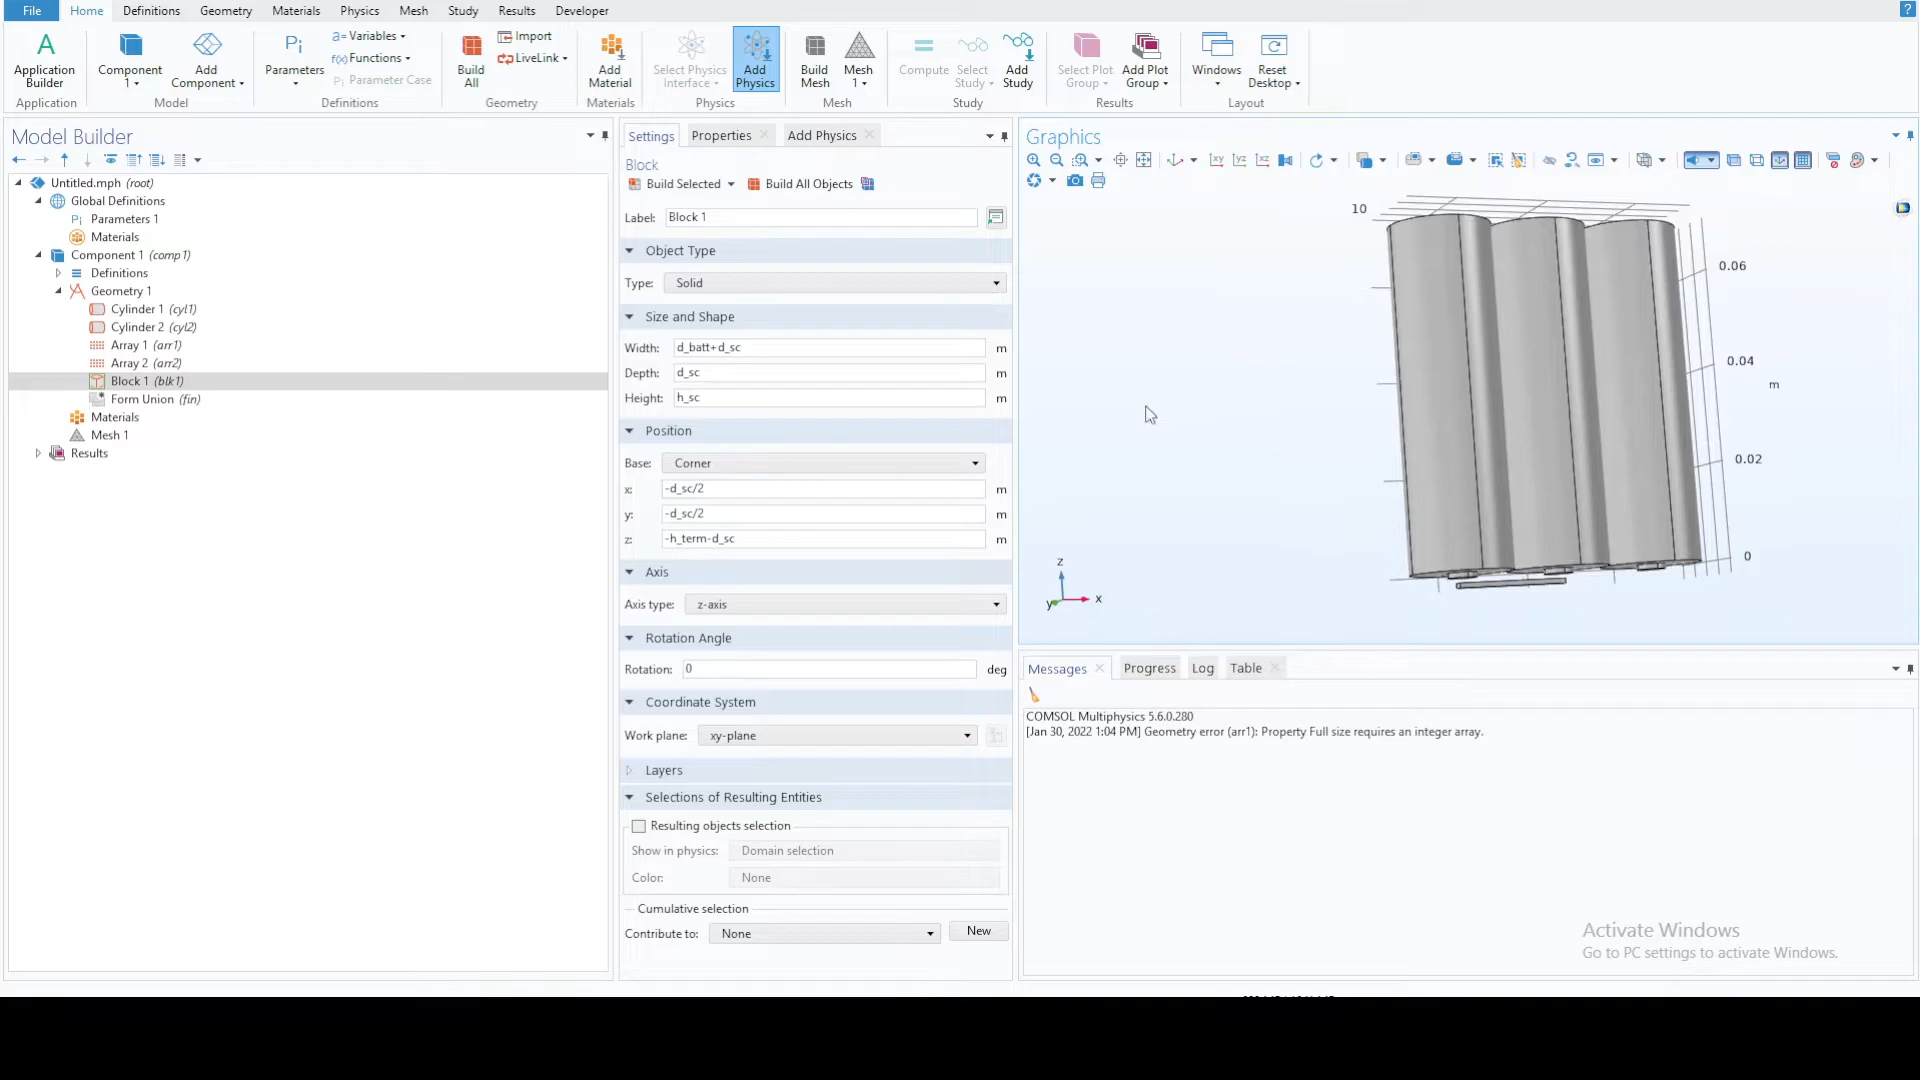 File Home Definitions Geometry Materials Physics Mesh Study Results Developer
Application Builder
Component 1
Add Component
Parameters
a= Variables
f(x) Functions
Pi Parameter Case
Build All
Import
LiveLink
Add Material
Select Physics Interface
Add Physics
Build Mesh
Mesh 1
Compute
Select Study
Add Study
Select Plot Group
Add Plot Group
Windows
Reset Desktop
Application Model Definitions Geometry Materials Physics Mesh Study Results Layout
Model Builder
Untitled.mph (root)
Global Definitions
Pi Parameters 1
Materials
Component 1 (comp1)
Definitions
Geometry 1
Cylinder 1 (cyl1)
Cylinder 2 (cyl2)
Array 1 (arr1)
Array 2 (arr2)
Block 1 (blk1)
Form Union (fin)
Materials
Mesh 1
Results
Settings Properties Add Physics
Block
Build Selected Build All Objects
Label: Block 1
Object Type
Type: Solid
Size and Shape
Width: d_batt+d_sc m
Depth: d_sc m
Height: h_sc m
Position
Base: Corner
x: -d_sc/2 m
y: -d_sc/2 m
z: -h_term-d_sc m
Axis
Axis type: z-axis
Rotation Angle
Rotation: 0 deg
Coordinate System
Work plane: xy-plane
Layers
Selections of Resulting Entities
Resulting objects selection
Show in physics: Domain selection
Color: None
Cumulative selection
Contribute to: None New
Graphics
xy yz xz
10
0.06
0.04
m
0.02
0
z
y x
Messages Progress Log Table
COMSOL Multiphysics 5.6.0.280
[Jan 30, 2022 1:04 PM] Geometry error (arr1): Property Full size requires an integer array.
Activate Windows
Go to PC settings to activate Windows.